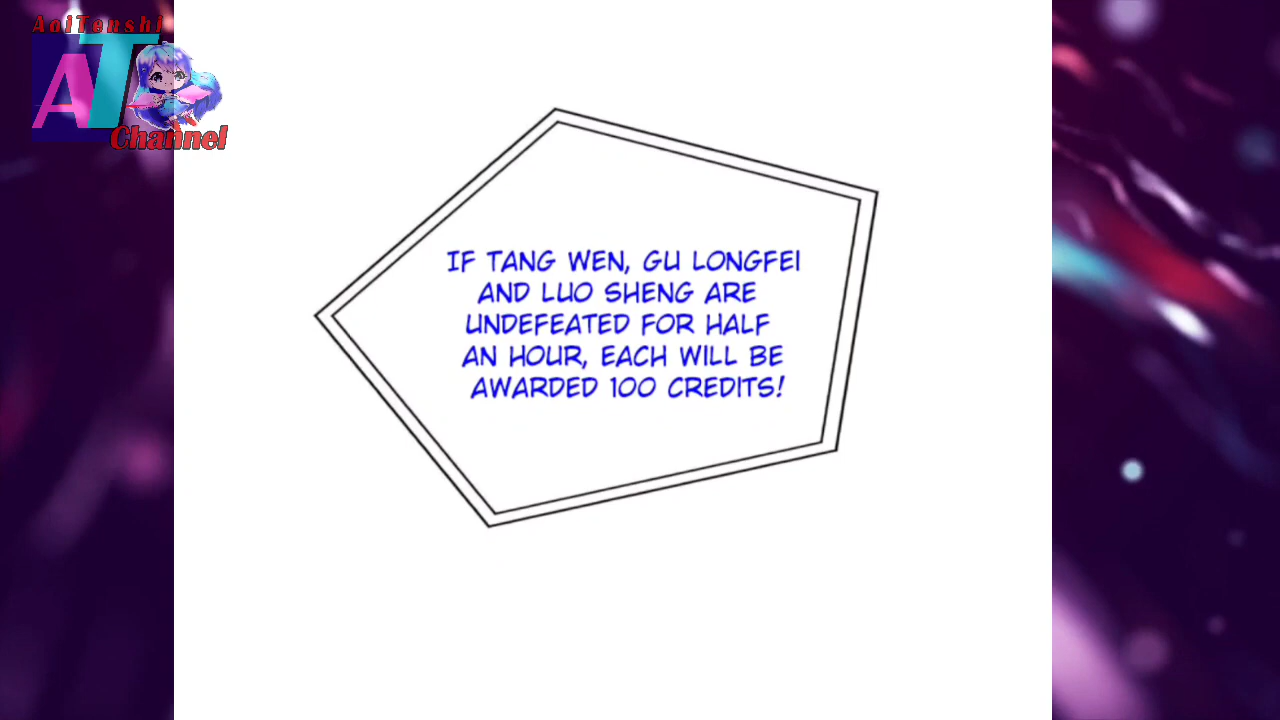 AoiTenshi
AT
Channel
IF TANG WEN, GU LONGFEI
AND LUO SHENG ARE
UNDEFEATED FOR HALF
AN HOUR, EACH WILL BE
AWARDED 100 CREDITS!